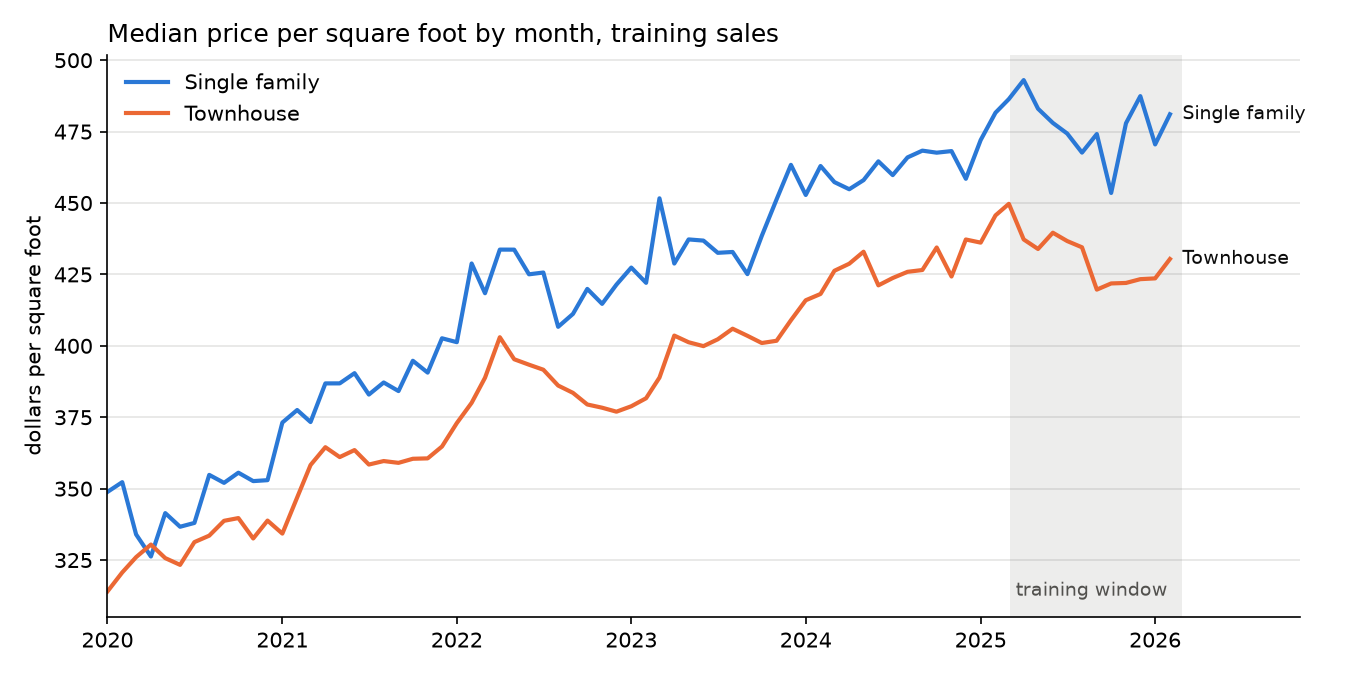 Median price per square foot by month, training sales
Single family
Townhouse
dollars per square foot
500
475
450
425
400
375
350
325
Single family
Townhouse
training window
2020
2021
2022
2023
2024
2025
2026